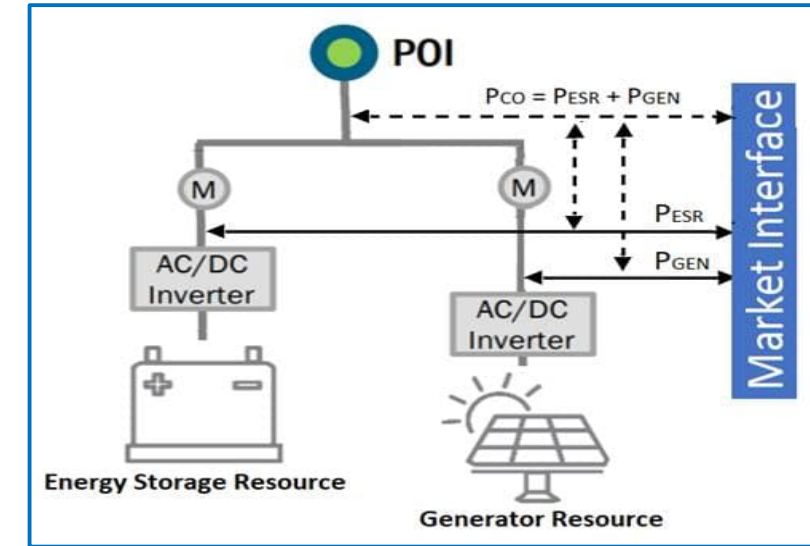 POI
PCO = PESR + PGEN
M
M
PESR
PGEN
AC/DC
Inverter
AC/DC
Inverter
Market Interface
Energy Storage Resource
Generator Resource